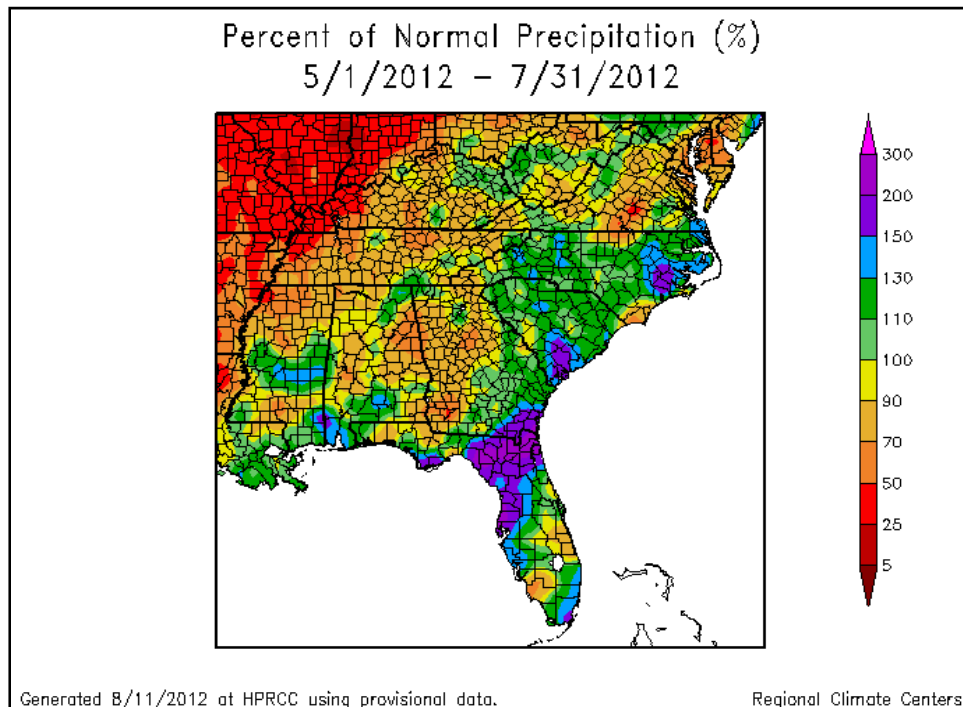 Percent of Normal Precipitation (%)
5/1/2012 – 7/31/2012
300
200
150
130
110
100
90
70
50
25
5
Generated 8/11/2012 at HPRCC using provisional data.
Regional Climate Centers